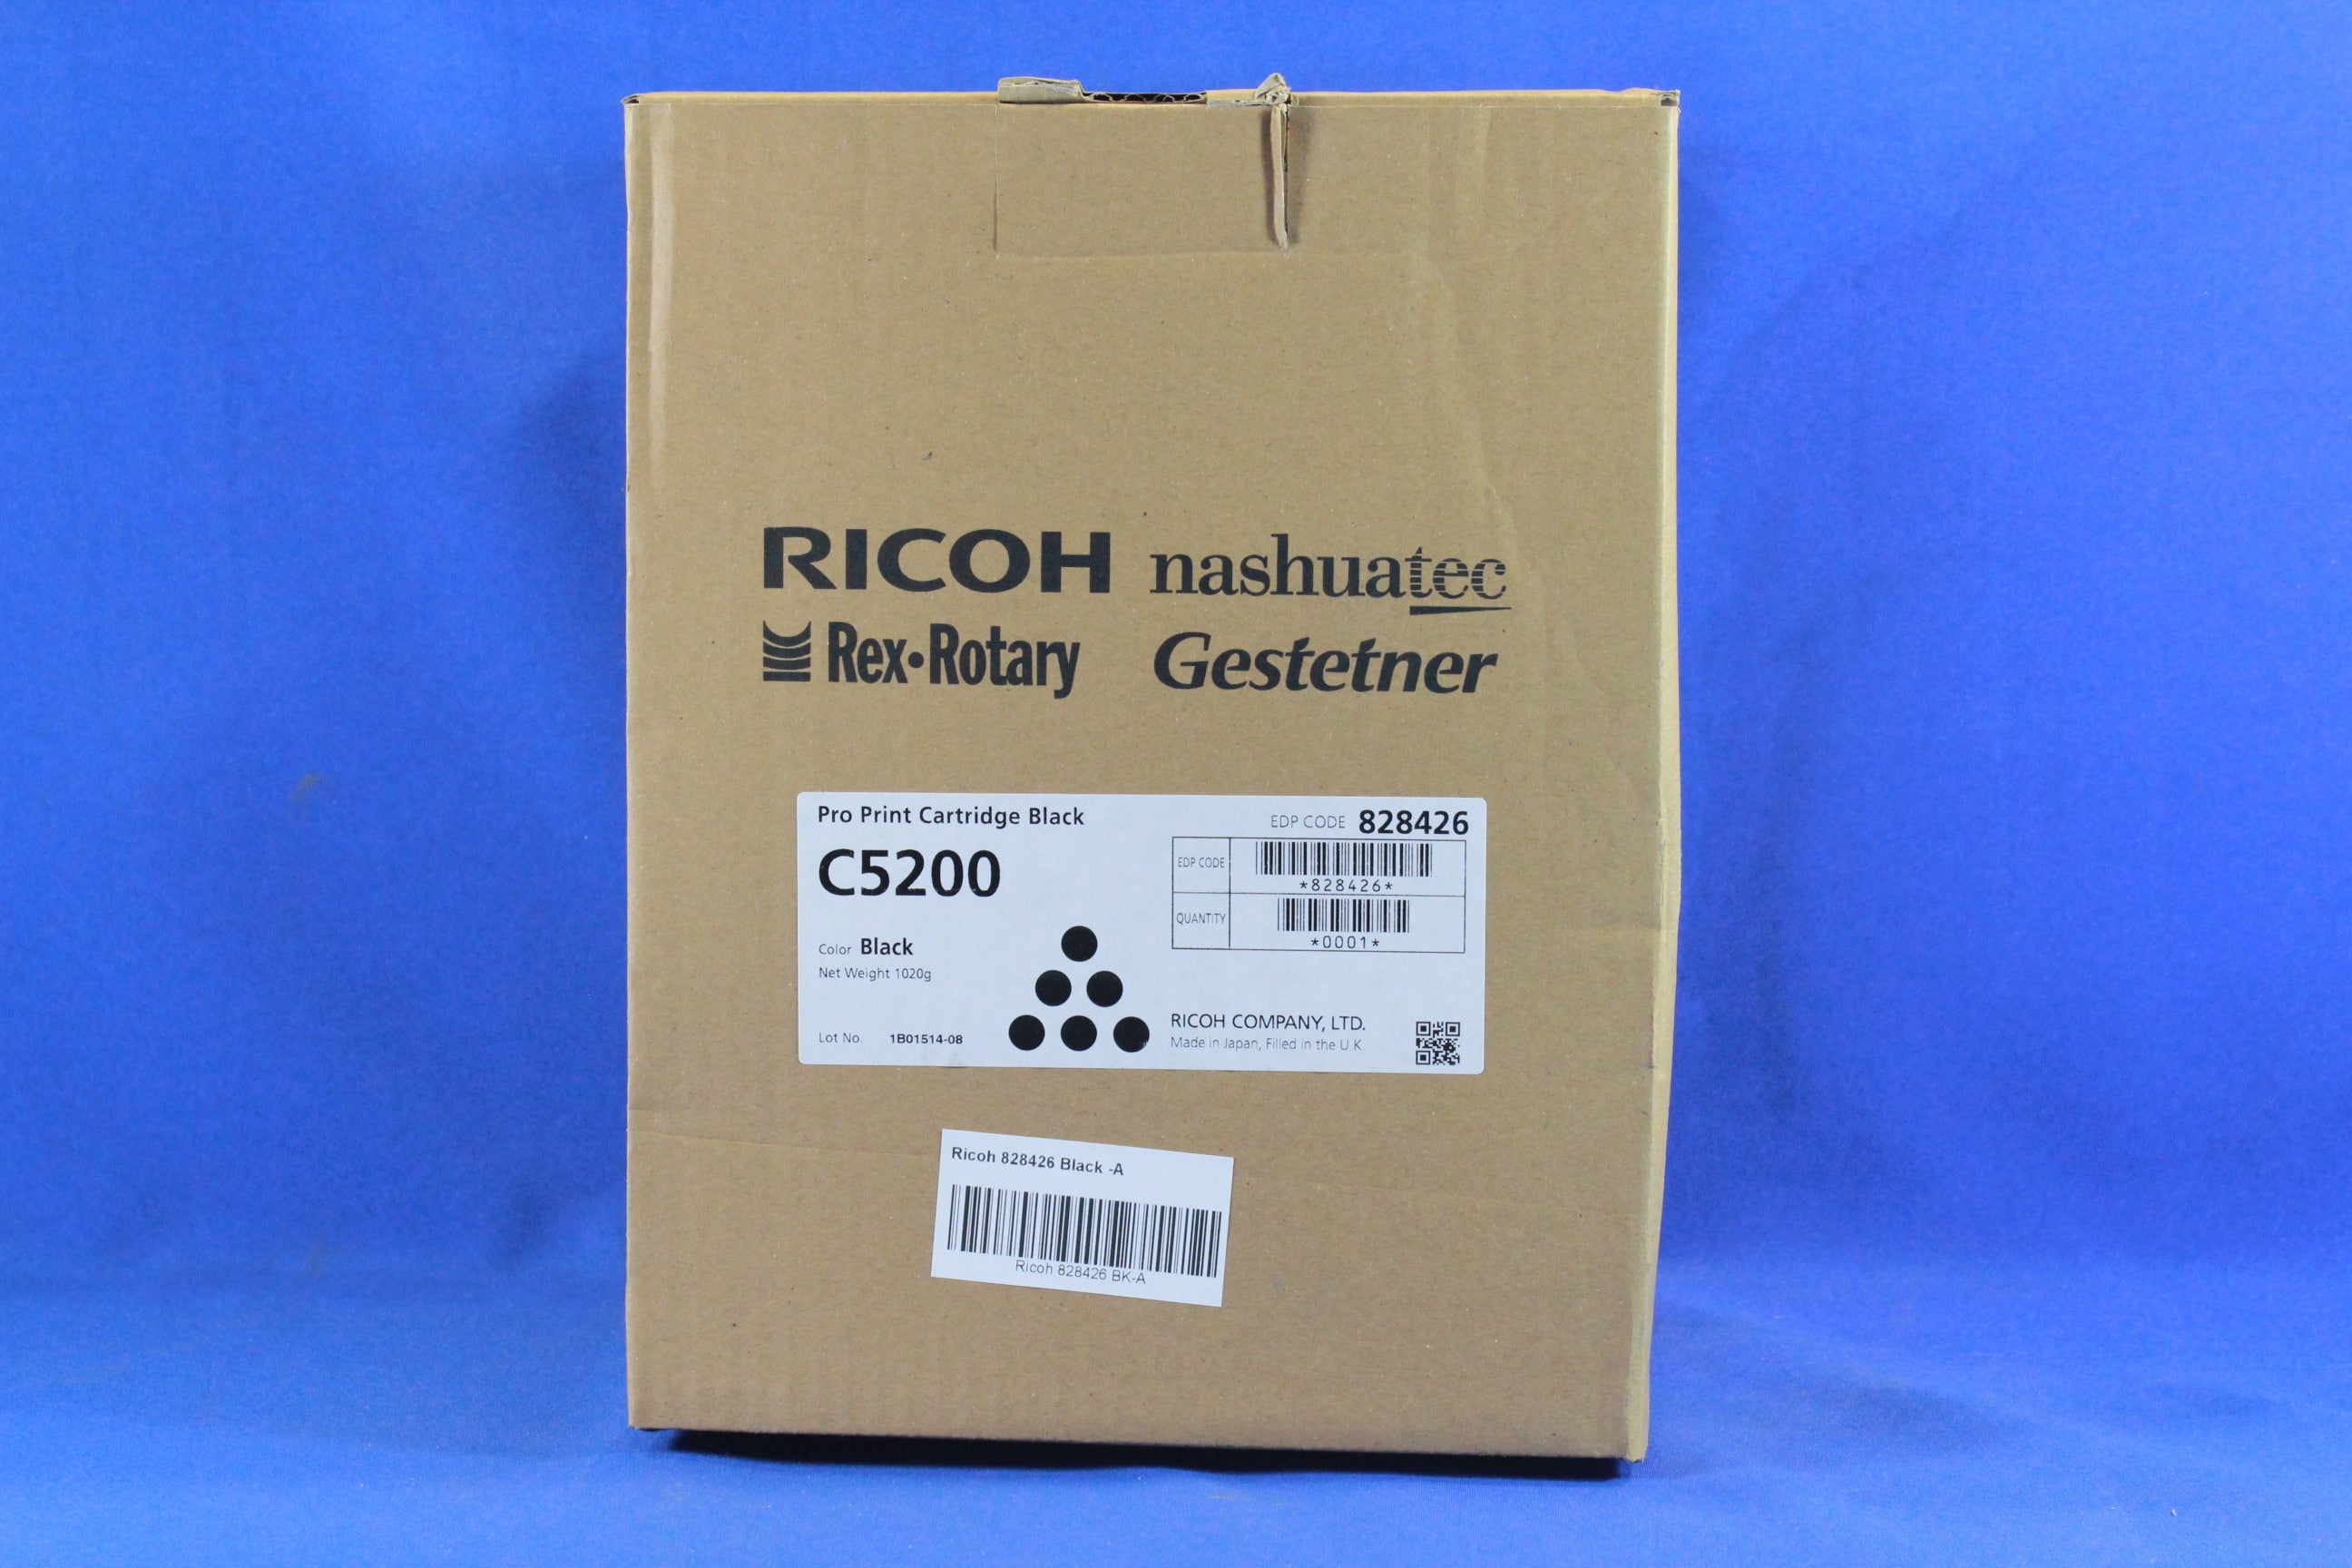 RICOH nashuatec
Rex•Rotary Gestetner
Pro Print Cartridge Black
EDP CODE 828426
C5200
EDP CODE
*828426*
QUANTITY
*0001*
Color Black
Net Weight 1020g
Lot No. 1B01514-08
RICOH COMPANY, LTD.
Made in Japan, Filled in the U.K.
Ricoh 828426 Black -A
Ricoh 828426 BK-A